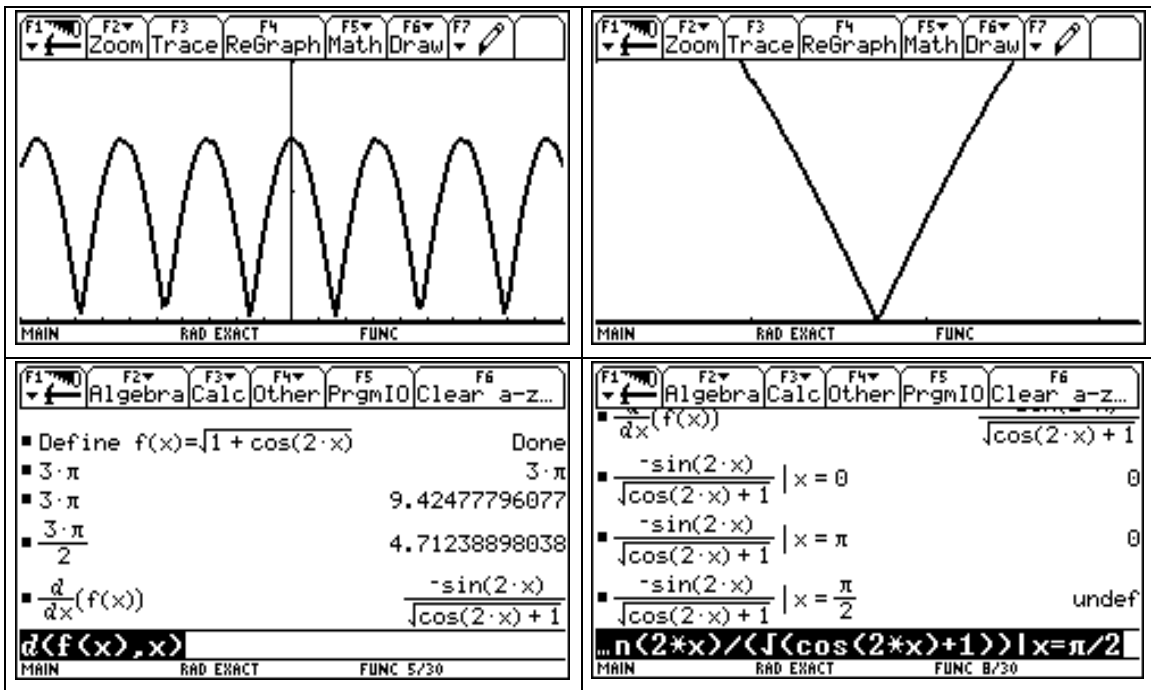 F1 F2 F3 F4 F5 F6 F7
Zoom Trace ReGraph Math Draw
MAIN RAD EXACT FUNC
F1 F2 F3 F4 F5 F6 F7
Zoom Trace ReGraph Math Draw
MAIN RAD EXACT FUNC
F1 F2 F3 F4 F5 F6
Algebra Calc Other PrgmIO Clear a-z…
▪ Define f(x)=√(1 + cos(2·x)) Done
▪ 3·π 3·π
▪ 3·π 9.42477796077
▪ 3·π/2 4.71238898038
▪ d/dx(f(x)) ⁻sin(2·x)/√(cos(2·x) + 1)
d(f(x),x)
MAIN RAD EXACT FUNC 5/30
F1 F2 F3 F4 F5 F6
Algebra Calc Other PrgmIO Clear a-z…
▪ d/dx(f(x)) √(cos(2·x) + 1)
▪ ⁻sin(2·x)/√(cos(2·x) + 1) | x = 0 0
▪ ⁻sin(2·x)/√(cos(2·x) + 1) | x = π 0
▪ ⁻sin(2·x)/√(cos(2·x) + 1) | x = π/2 undef
…n(2*x)/(√(cos(2*x)+1))|x=π/2
MAIN RAD EXACT FUNC 8/30